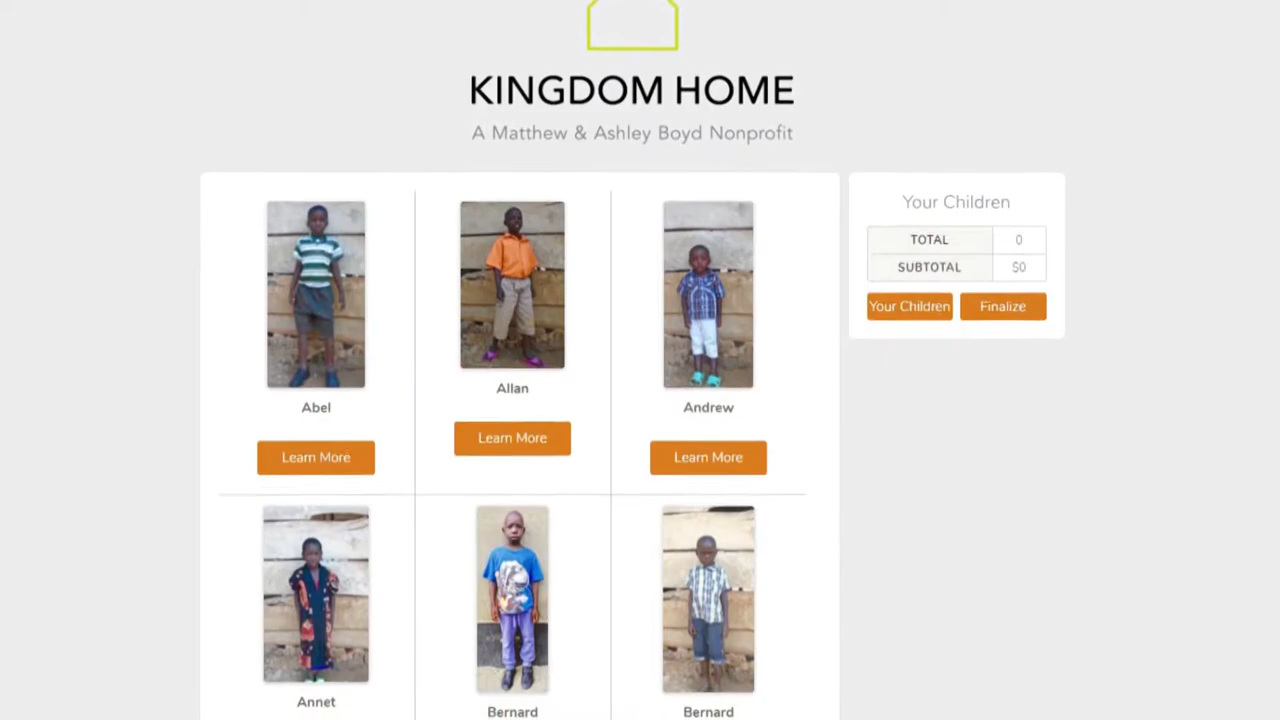 KINGDOM HOME
A Matthew & Ashley Boyd Nonprofit
Your Children
TOTAL 0
SUBTOTAL $0
Your Children Finalize
Abel
Allan
Andrew
Learn More
Learn More
Learn More
Annet
Bernard
Bernard